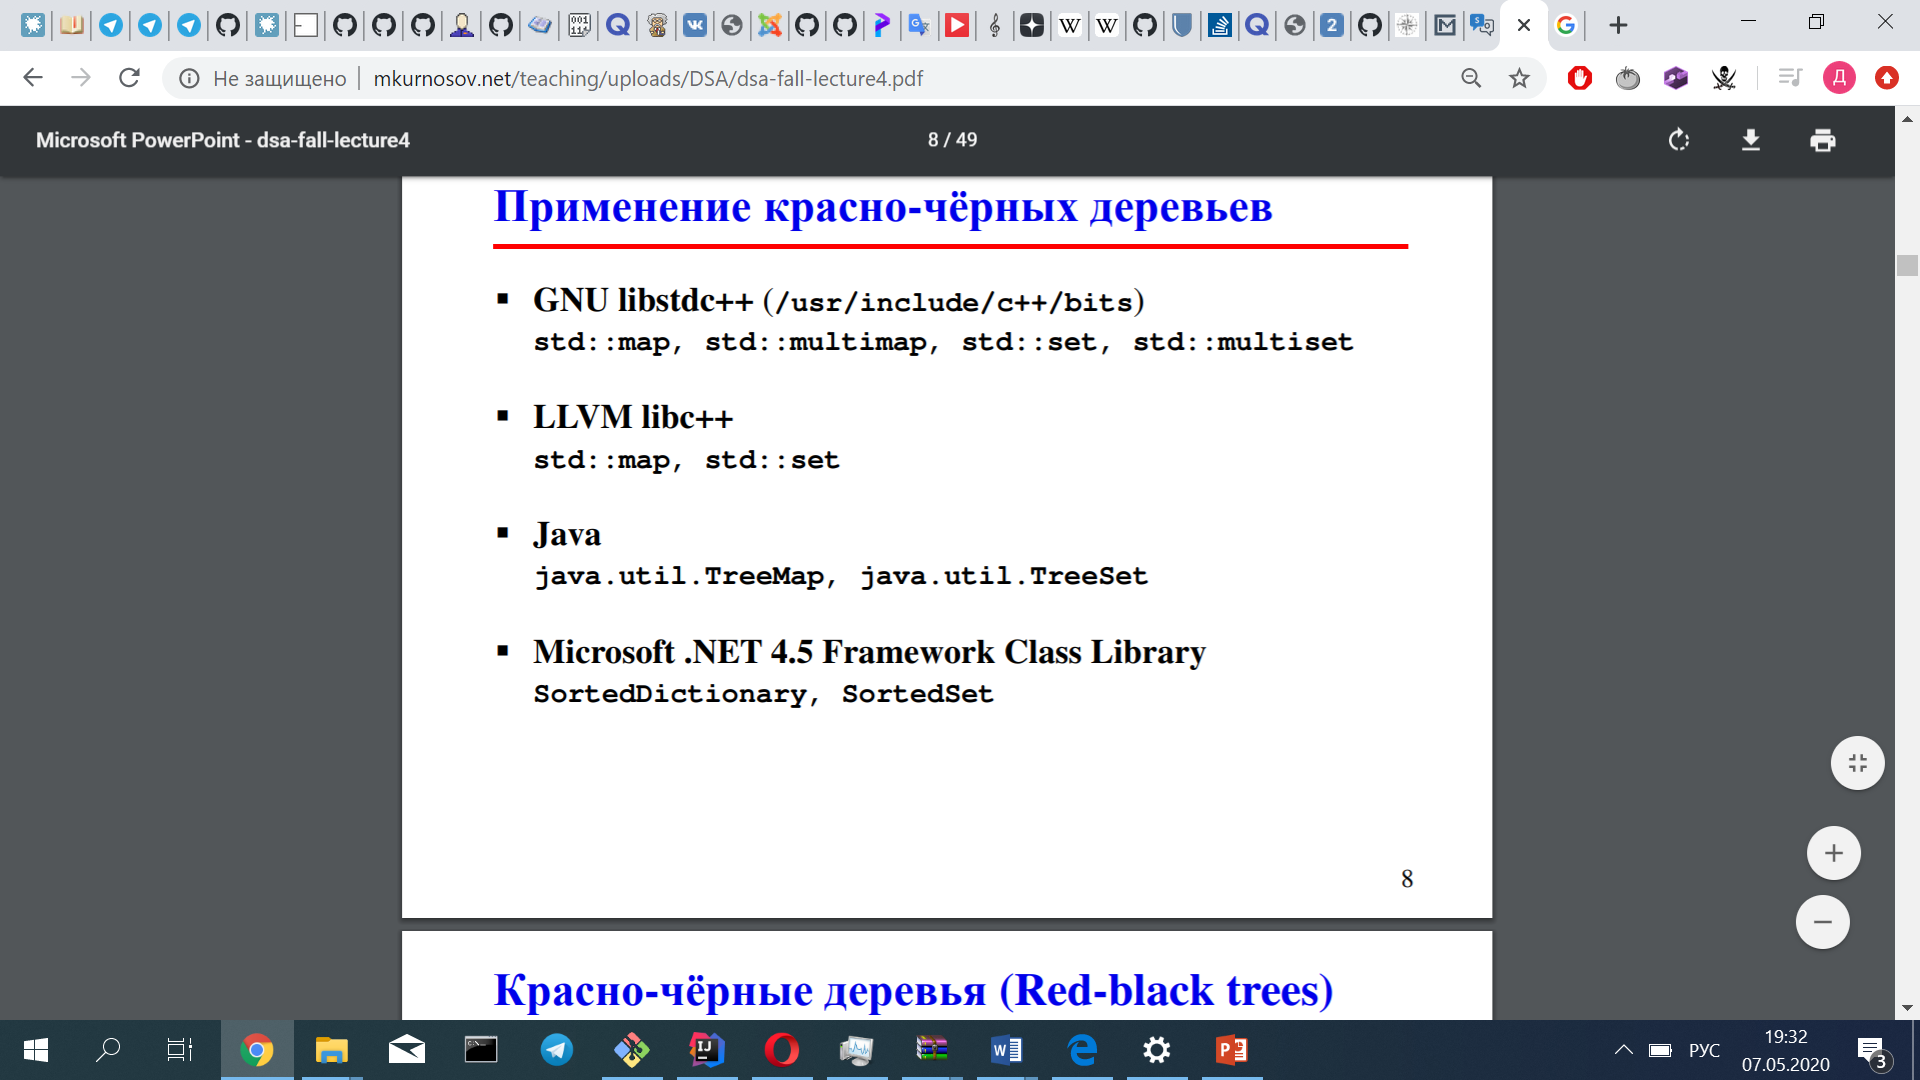 Не защищено
mkurnosov.net/teaching/uploads/DSA/dsa-fall-lecture4.pdf
Д
Microsoft PowerPoint - dsa-fall-lecture4
8 / 49
Применение красно-чёрных деревьев
▪ GNU libstdc++ (/usr/include/c++/bits)
std::map, std::multimap, std::set, std::multiset
▪ LLVM libc++
std::map, std::set
▪ Java
java.util.TreeMap, java.util.TreeSet
▪ Microsoft .NET 4.5 Framework Class Library
SortedDictionary, SortedSet
8
Красно-чёрные деревья (Red-black trees)
РУС
19:32
07.05.2020
3